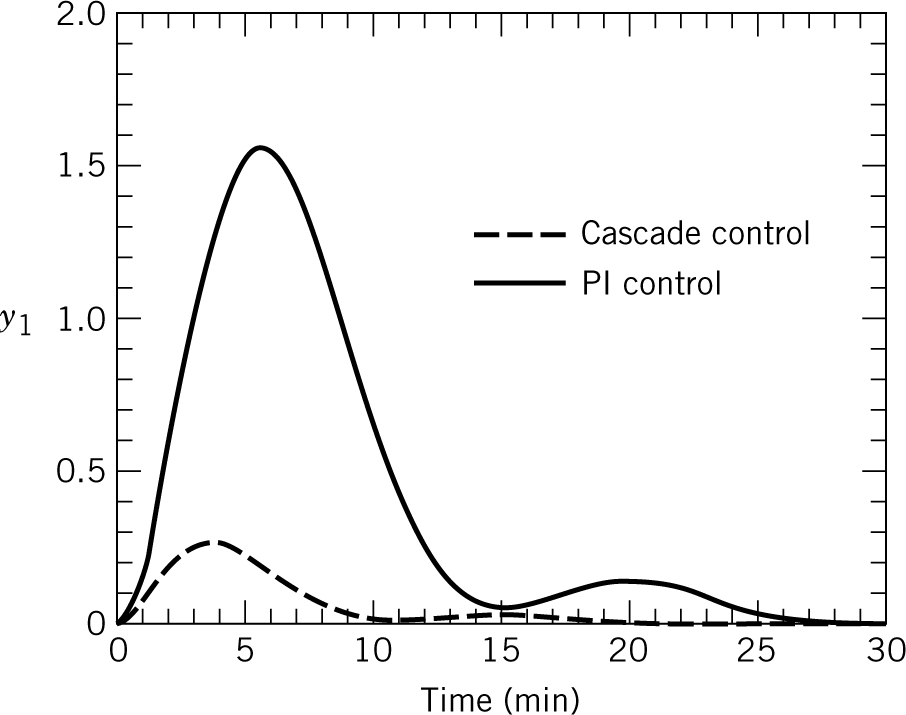 2.0
1.5
Cascade control
PI control
y1 1.0
0.5
0
0 5 10 15 20 25 30
Time (min)